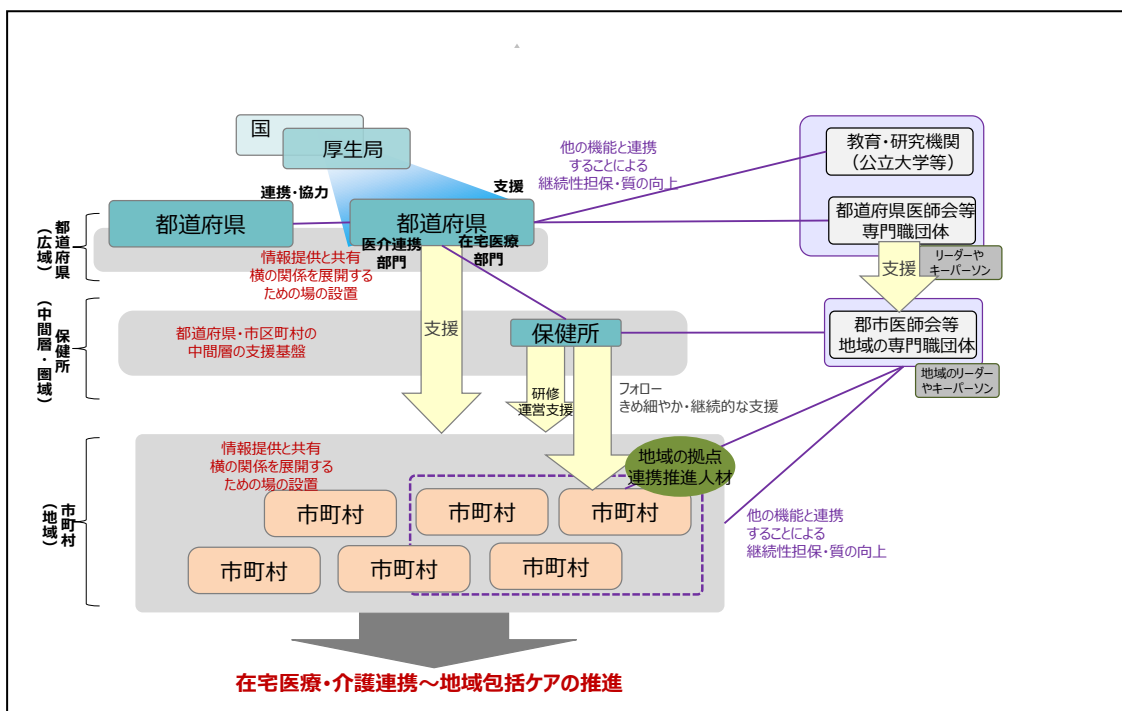 国
厚生局
連携・協力
支援
他の機能と連携
することによる
継続性担保・質の向上
教育・研究機関
（公立大学等）
都道府県
（広域）
都道府県
都道府県
医介連携
部門
在宅医療
部門
都道府県医師会等
専門職団体
情報提供と共有
横の関係を展開する
ための場の設置
支援
リーダーや
キーパーソン
保健所
（中間層・圏域）
都道府県・市区町村の
中間層の支援基盤
支援
保健所
郡市医師会等
地域の専門職団体
地域のリーダー
やキーパーソン
研修
運営支援
フォロー
きめ細やか・継続的な支援
市町村
（地域）
情報提供と共有
横の関係を展開する
ための場の設置
地域の拠点
連携推進人材
市町村
市町村
市町村
市町村
市町村
市町村
他の機能と連携
することによる
継続性担保・質の向上
在宅医療・介護連携～地域包括ケアの推進